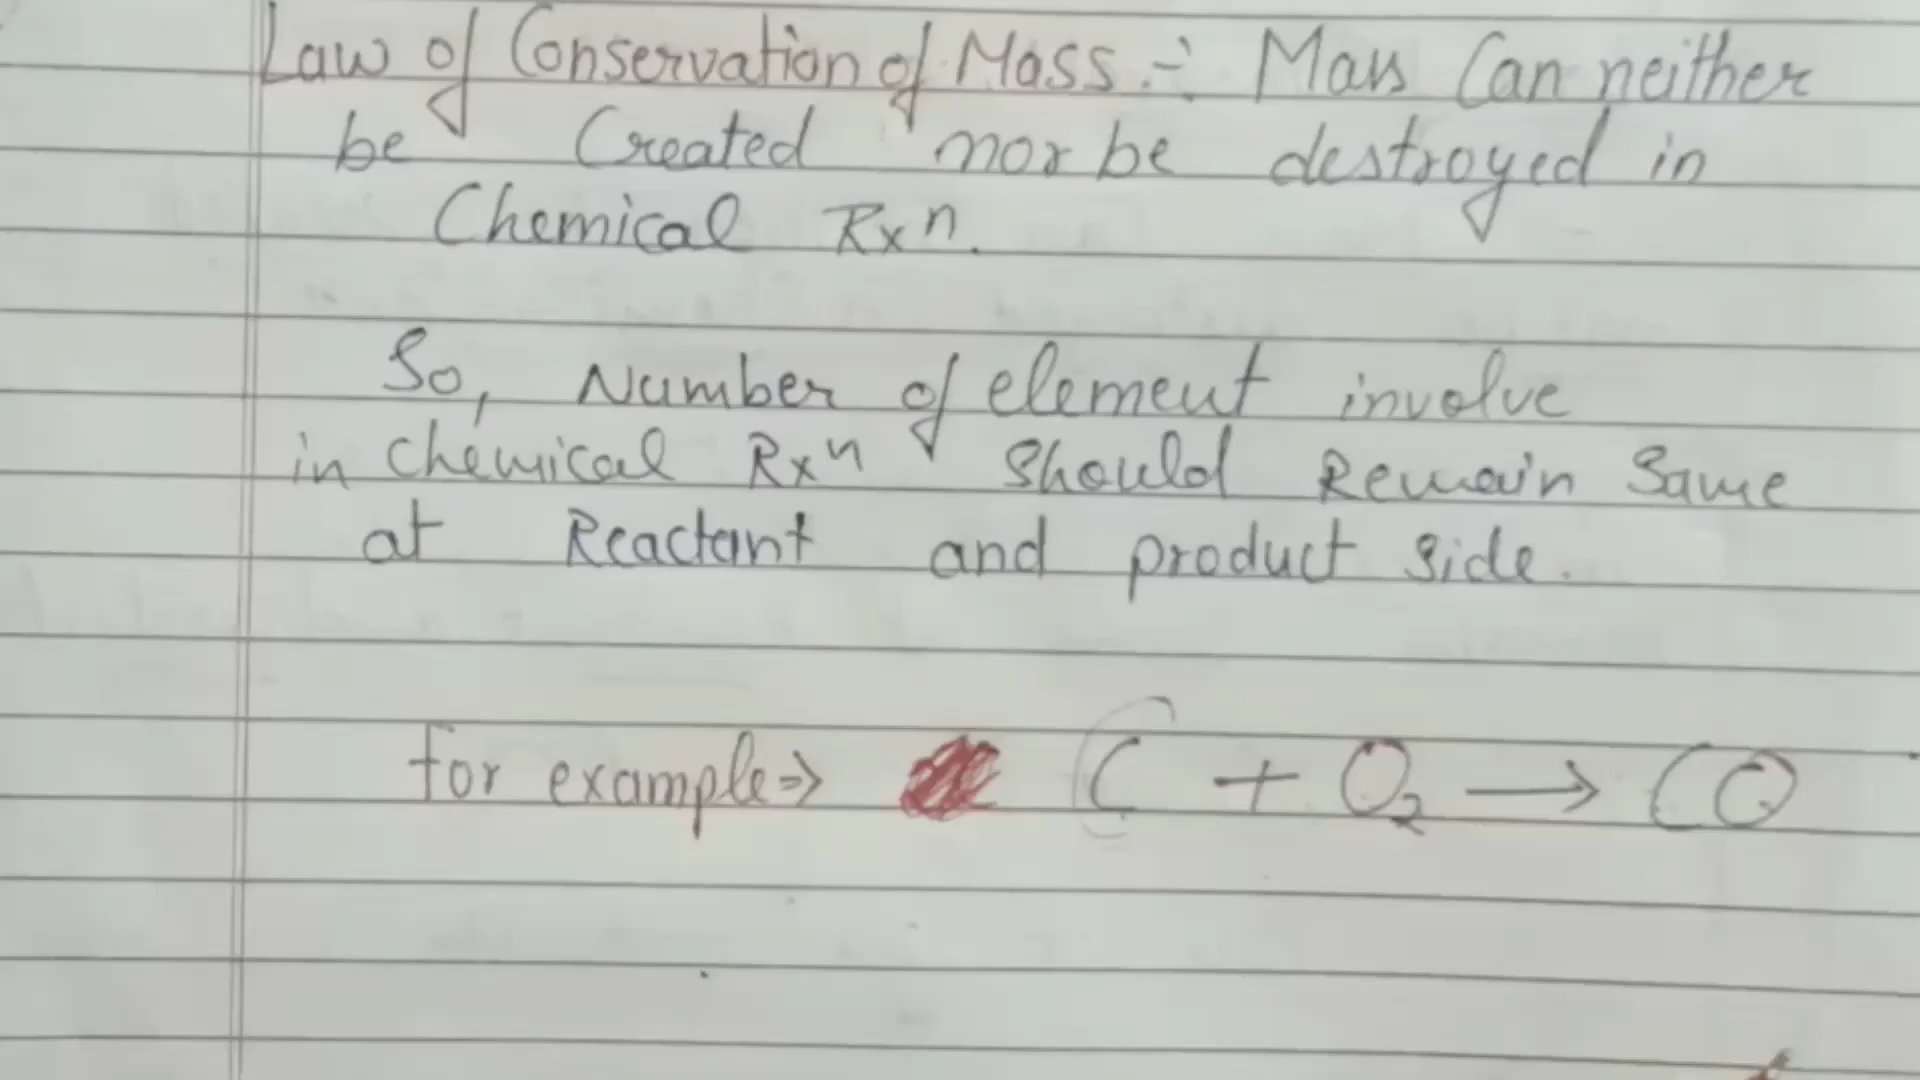 Law of Conservation of Mass :- Mass Can neither
be Created nor be destroyed in
Chemical Rxn.
So, Number of element involve
in chemical Rxn should Remain Same
at Reactant and product side.
for example => C + O2 → CO